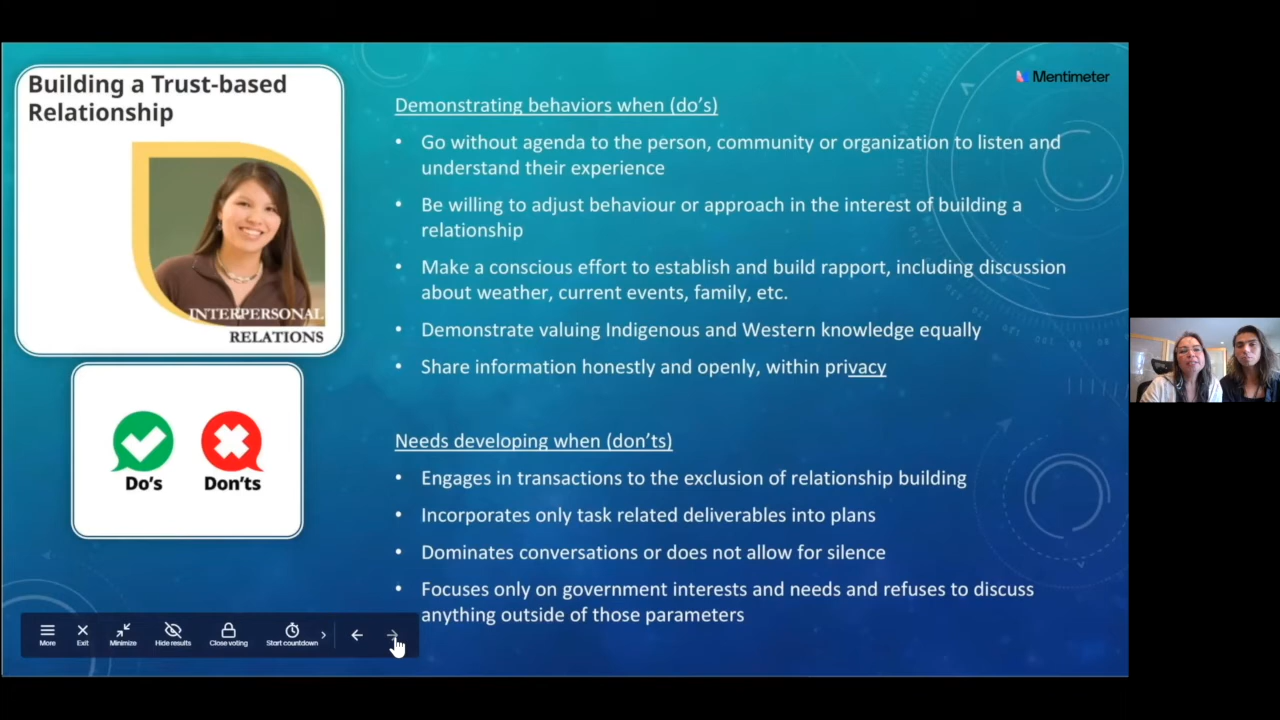 Building a Trust-based
Relationship
INTERPERSONAL
RELATIONS
Do's
Don'ts
Mentimeter
Demonstrating behaviors when (do's)
• Go without agenda to the person, community or organization to listen and
understand their experience
• Be willing to adjust behaviour or approach in the interest of building a
relationship
• Make a conscious effort to establish and build rapport, including discussion
about weather, current events, family, etc.
• Demonstrate valuing Indigenous and Western knowledge equally
• Share information honestly and openly, within privacy
Needs developing when (don'ts)
• Engages in transactions to the exclusion of relationship building
• Incorporates only task related deliverables into plans
• Dominates conversations or does not allow for silence
• Focuses only on government interests and needs and refuses to discuss
anything outside of those parameters
More
Exit
Minimize
Hide results
Close voting
Start countdown